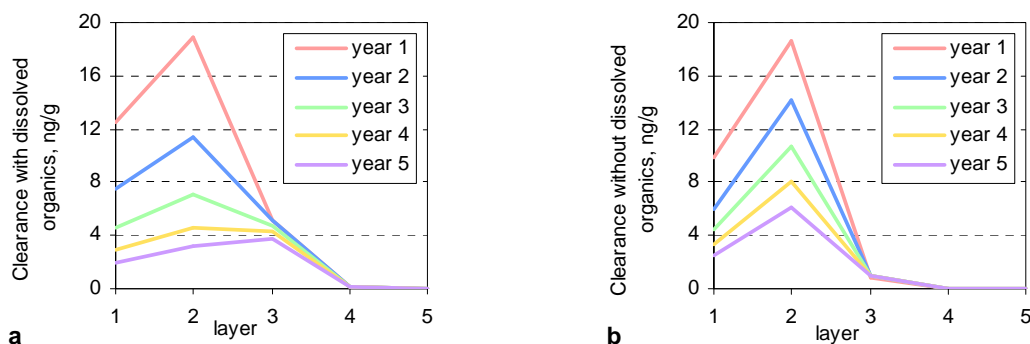 Clearance with dissolved
organics, ng/g
20
16
12
8
4
0
1 2 3 4 5
layer
year 1
year 2
year 3
year 4
year 5
a
Clearance without dissolved
organics, ng/g
20
16
12
8
4
0
1 2 3 4 5
layer
year 1
year 2
year 3
year 4
year 5
b